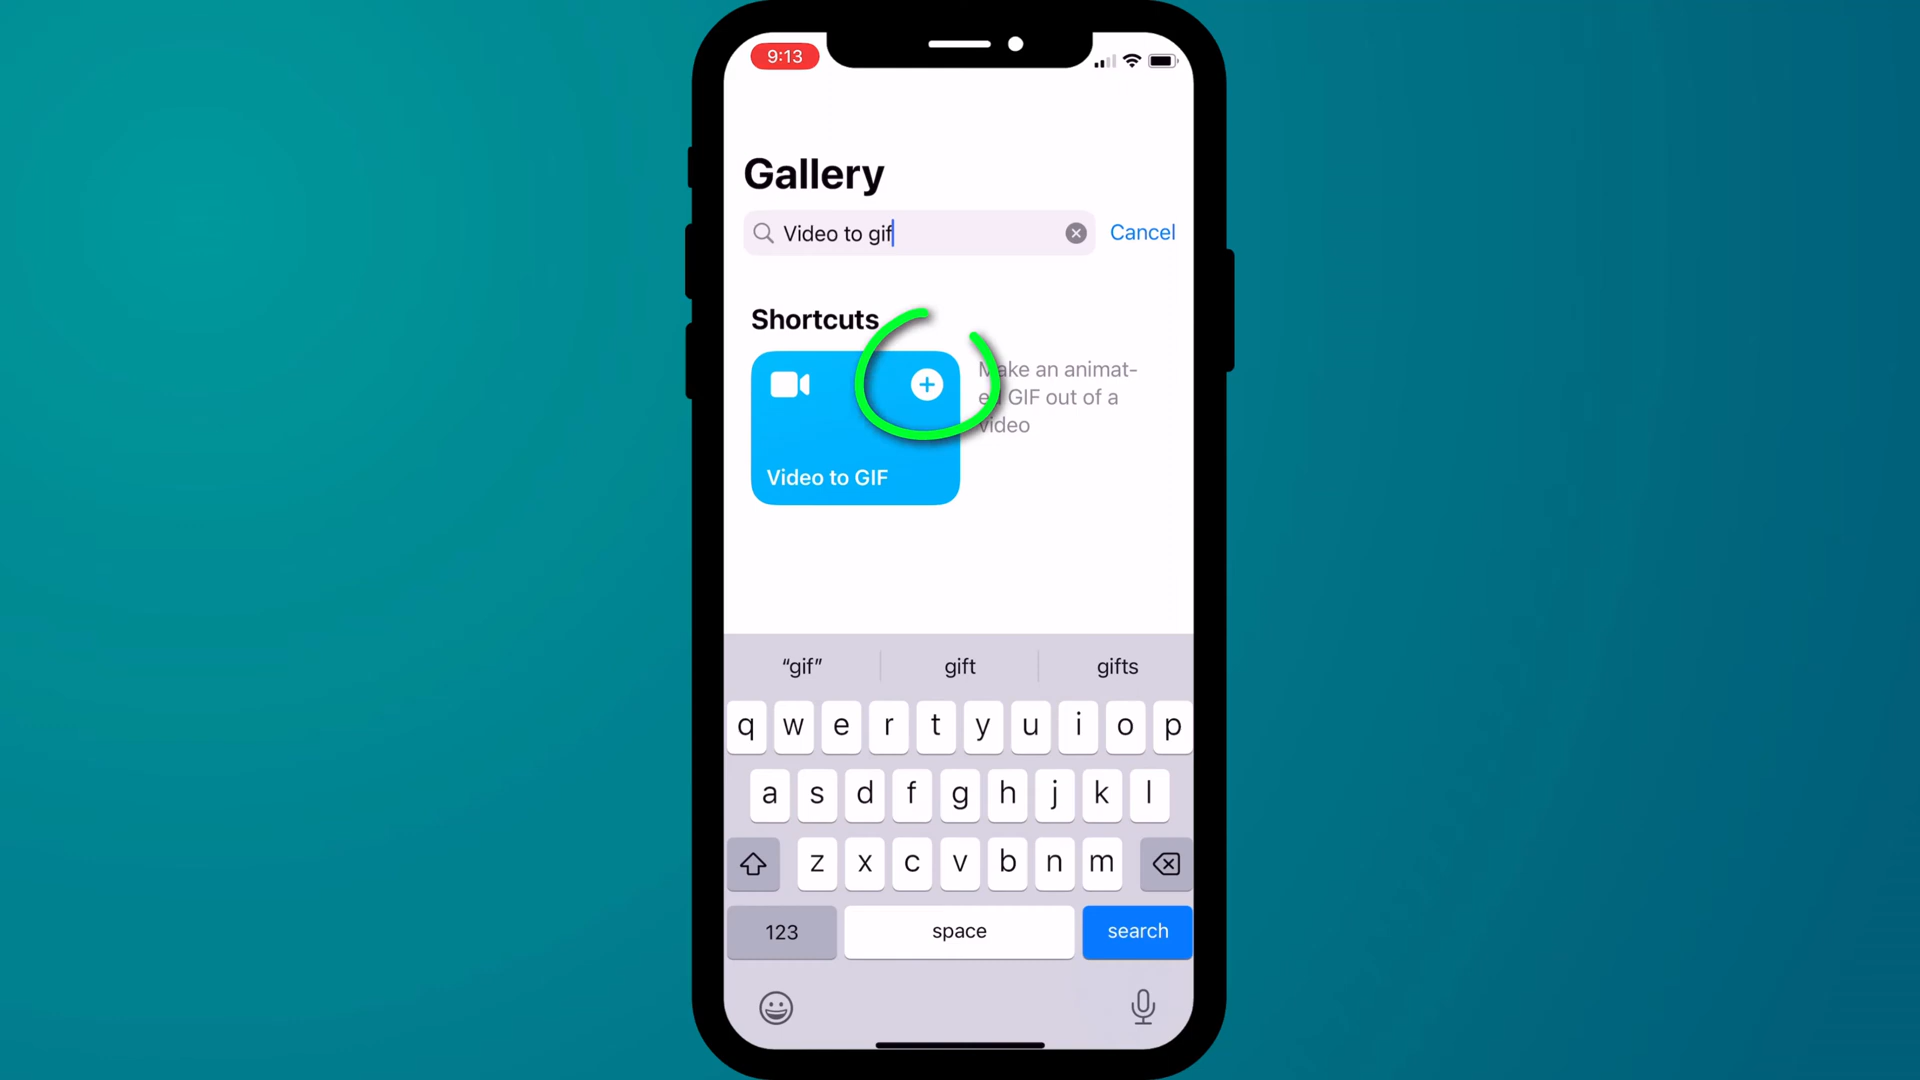 9:13
Gallery
Video to gif
Cancel
Shortcuts
Make an animat-
ed GIF out of a
video
Video to GIF
“gif”
gift
gifts
q w e r t y u i o p
a s d f g h j k l
z x c v b n m
123
space
search